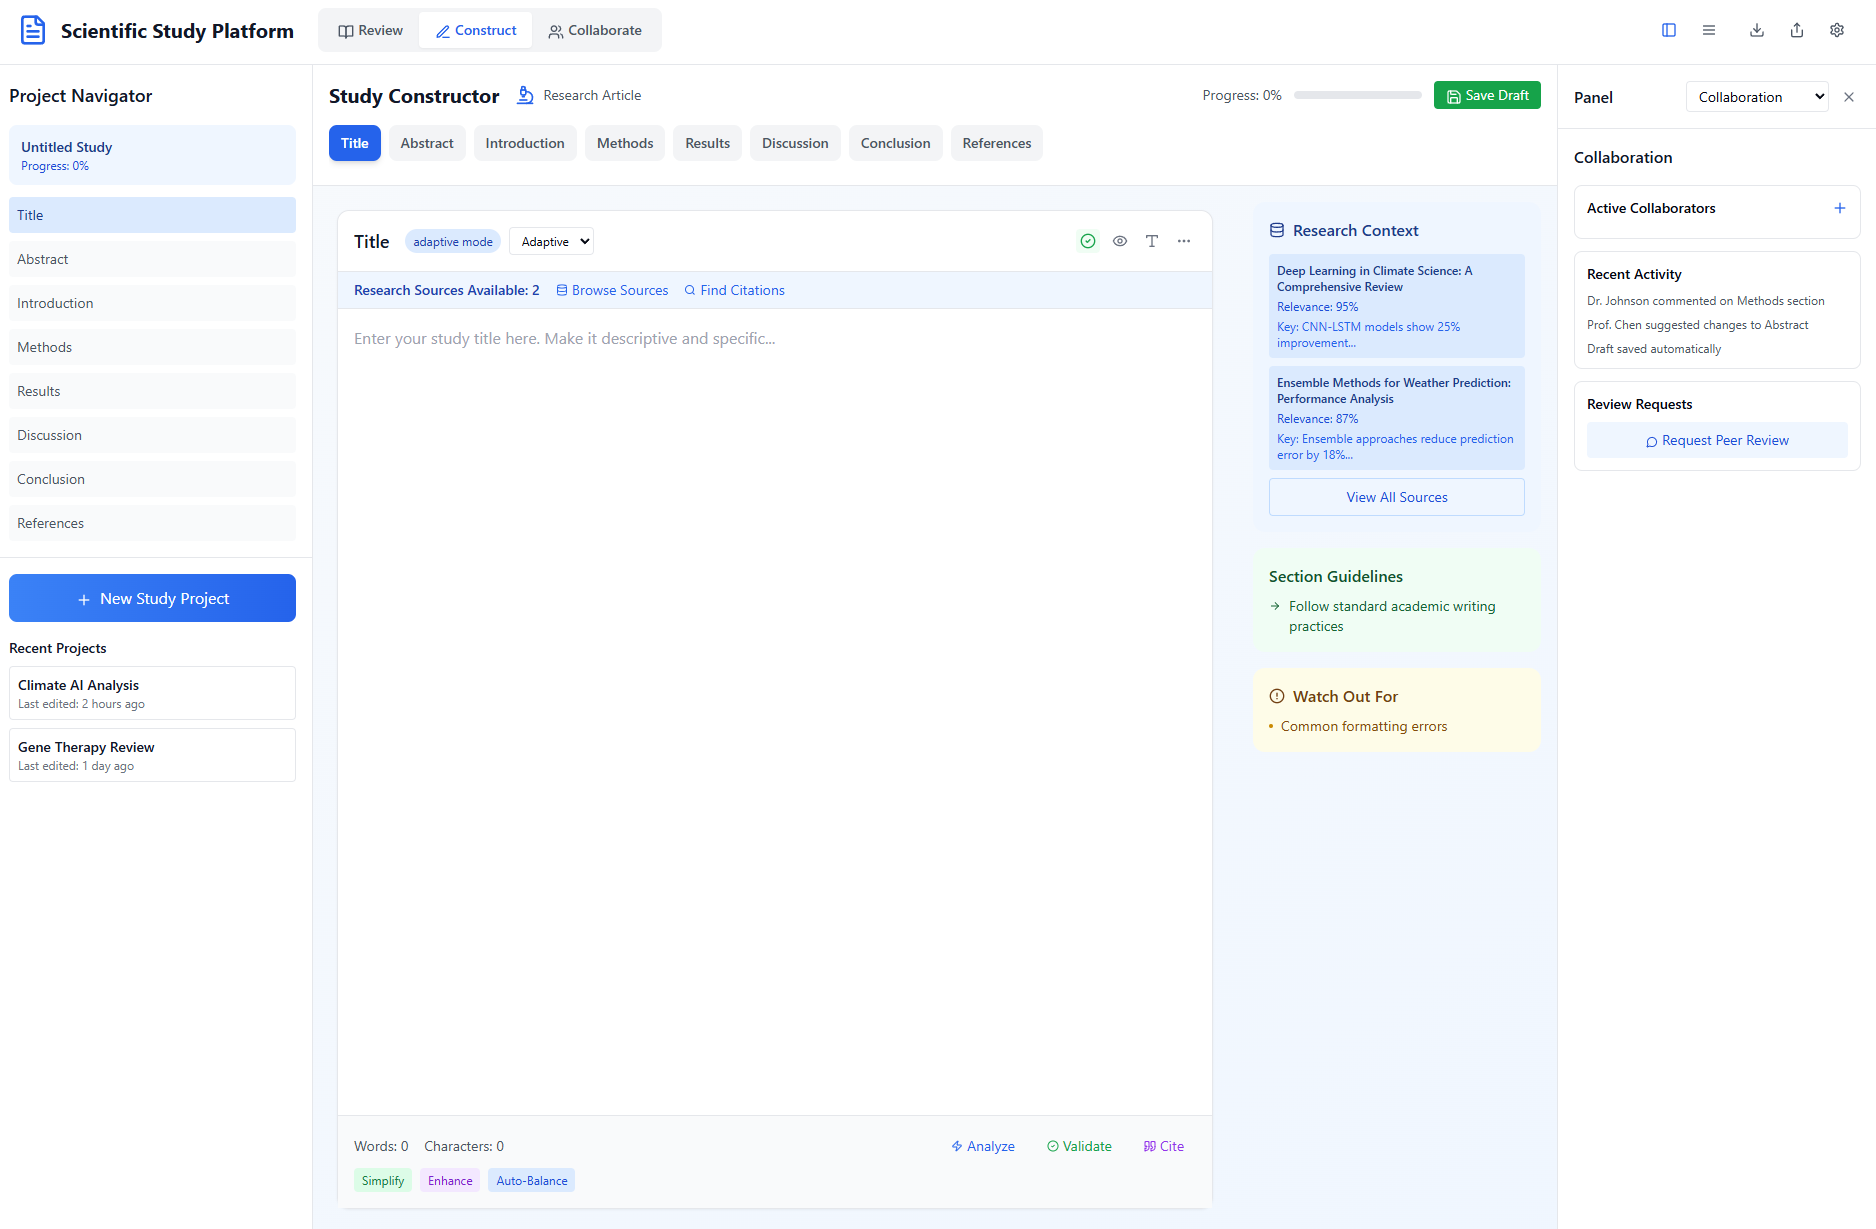 Scientific Study Platform
Review
Construct
Collaborate
Project Navigator
Untitled Study
Progress: 0%
Title
Abstract
Introduction
Methods
Results
Discussion
Conclusion
References
New Study Project
Recent Projects
Climate AI Analysis
Last edited: 2 hours ago
Gene Therapy Review
Last edited: 1 day ago
Study Constructor
Research Article
Progress: 0%
Save Draft
Title
Abstract
Introduction
Methods
Results
Discussion
Conclusion
References
Title
adaptive mode
Adaptive
Research Sources Available: 2
Browse Sources
Find Citations
Enter your study title here. Make it descriptive and specific...
Words: 0
Characters: 0
Analyze
Validate
Cite
Simplify
Enhance
Auto-Balance
Research Context
Deep Learning in Climate Science: A
Comprehensive Review
Relevance: 95%
Key: CNN-LSTM models show 25%
improvement...
Ensemble Methods for Weather Prediction:
Performance Analysis
Relevance: 87%
Key: Ensemble approaches reduce prediction
error by 18%...
View All Sources
Section Guidelines
Follow standard academic writing
practices
Watch Out For
Common formatting errors
Panel
Collaboration
Collaboration
Active Collaborators
Recent Activity
Dr. Johnson commented on Methods section
Prof. Chen suggested changes to Abstract
Draft saved automatically
Review Requests
Request Peer Review